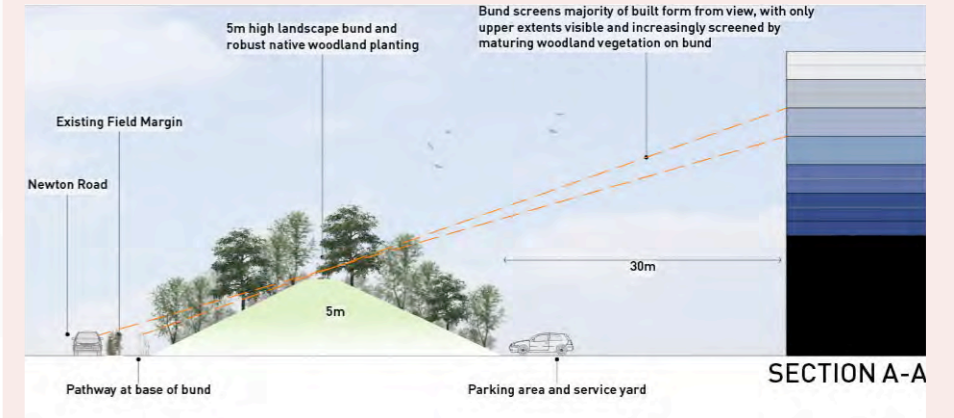 Bund screens majority of built form from view, with only
upper extents visible and increasingly screened by
maturing woodland vegetation on bund
5m high landscape bund and
robust native woodland planting
Existing Field Margin
Newton Road
30m
5m
SECTION A-A
Pathway at base of bund
Parking area and service yard